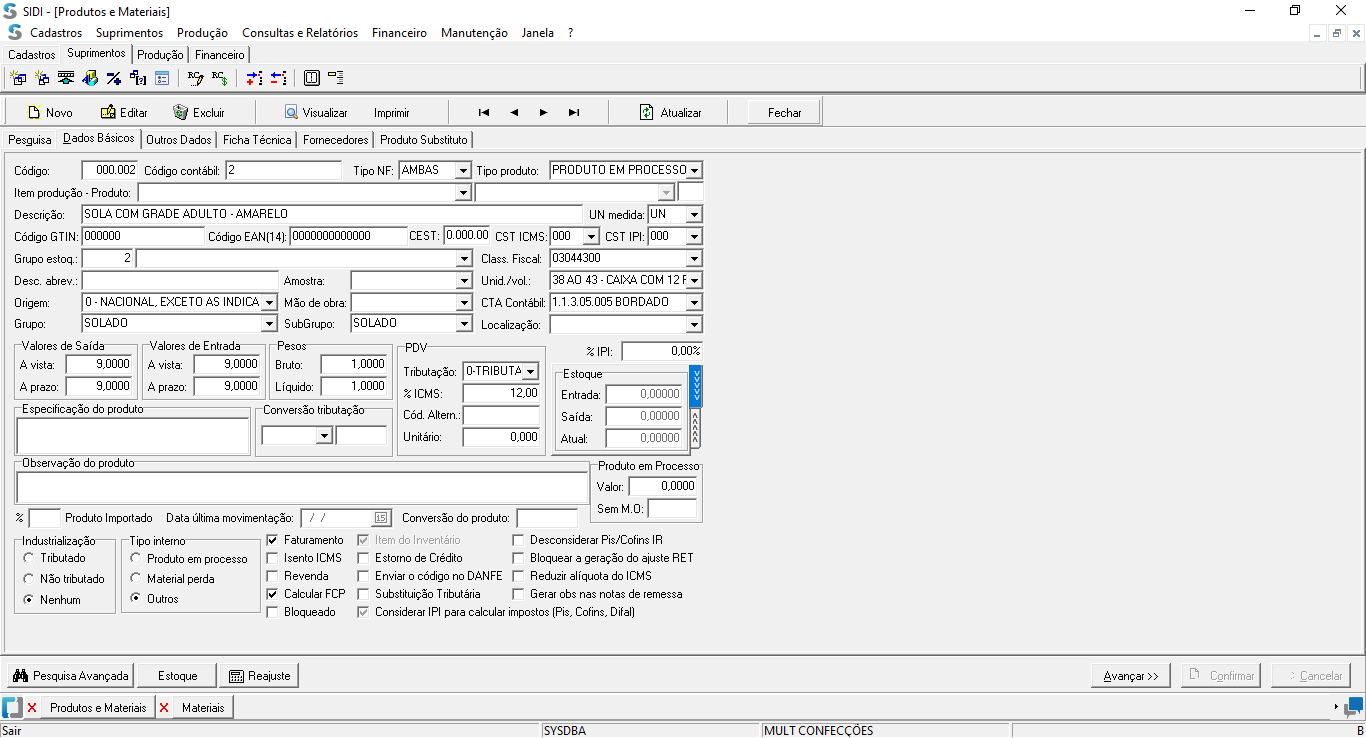 SIDI - [Produtos e Materiais]
Cadastros Suprimentos Produção Consultas e Relatórios Financeiro Manutenção Janela ?
Cadastros Suprimentos Produção Financeiro
Novo Editar Excluir Visualizar Imprimir Atualizar Fechar
Pesquisa Dados Básicos Outros Dados Ficha Técnica Fornecedores Produto Substituto
Código: 000.002 Código contábil: 2 Tipo NF: AMBAS Tipo produto: PRODUTO EM PROCESSO
Item produção - Produto:
Descrição: SOLA COM GRADE ADULTO - AMARELO UN medida: UN
Código GTIN: 000000 Código EAN(14): 0000000000000 CEST: 0.000.00 CST ICMS: 000 CST IPI: 000
Grupo estoq.: 2 Class. Fiscal: 03044300
Desc. abrev.: Amostra: Unid./vol.: 38 AO 43 - CAIXA COM 12 F
Origem: 0 - NACIONAL, EXCETO AS INDICA Mão de obra: CTA Contábil: 1.1.3.05.005 BORDADO
Grupo: SOLADO SubGrupo: SOLADO Localização:
Valores de Saída Valores de Entrada Pesos PDV % IPI: 0,00%
A vista: 9,0000 A vista: 9,0000 Bruto: 1,0000 Tributação: 0-TRIBUTA Estoque
A prazo: 9,0000 A prazo: 9,0000 Líquido: 1,0000 % ICMS: 12,00 Entrada: 0,00000
Especificação do produto Conversão tributação Cód. Altern.: Saída: 0,00000
Unitário: 0,000 Atual: 0,00000
Observação do produto Produto em Processo
Valor: 0,0000
Sem M.O:
% Produto Importado Data última movimentação: / / 15 Conversão do produto:
Industrialização Tipo interno Faturamento Item do Inventário Desconsiderar Pis/Cofins IR
Tributado Produto em processo Isento ICMS Estorno de Crédito Bloquear a geração do ajuste RET
Não tributado Material perda Revenda Enviar o código no DANFE Reduzir alíquota do ICMS
Nenhum Outros Calcular FCP Substituição Tributária Gerar obs nas notas de remessa
Bloqueado Considerar IPI para calcular impostos (Pis, Cofins, Difal)
Pesquisa Avançada Estoque Reajuste Avançar >> Confirmar Cancelar
Produtos e Materiais Materiais
Sair SYSDBA MULT CONFECÇÕES B